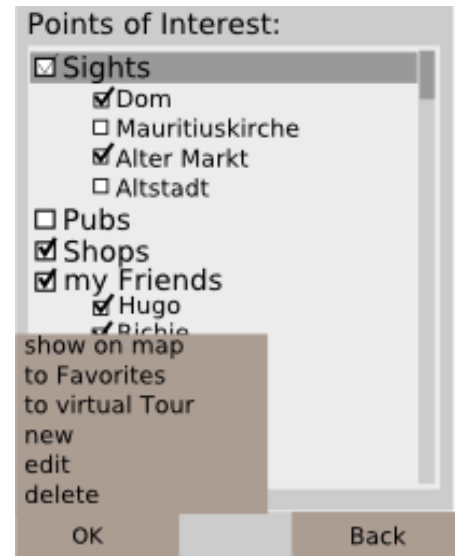 Points of Interest:
Sights
Dom
Mauritiuskirche
Alter Markt
Altstadt
Pubs
Shops
my Friends
Hugo
Richie
show on map
to Favorites
to virtual Tour
new
edit
delete
OK
Back